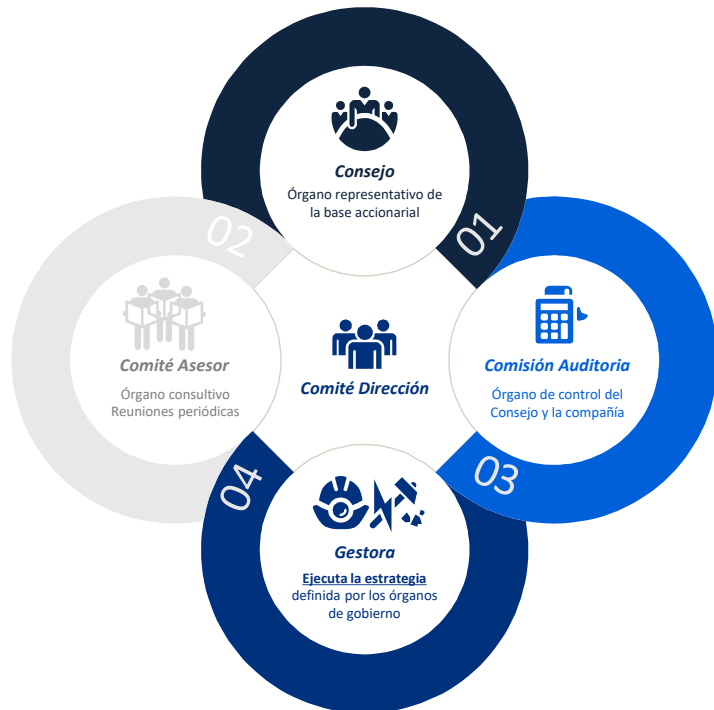 Consejo
Órgano representativo de
la base accionarial
01
02
Comité Asesor
Órgano consultivo
Reuniones periódicas
Comité Dirección
Comisión Auditoria
Órgano de control del
Consejo y la compañía
03
04
Gestora
Ejecuta la estrategia
definida por los órganos
de gobierno